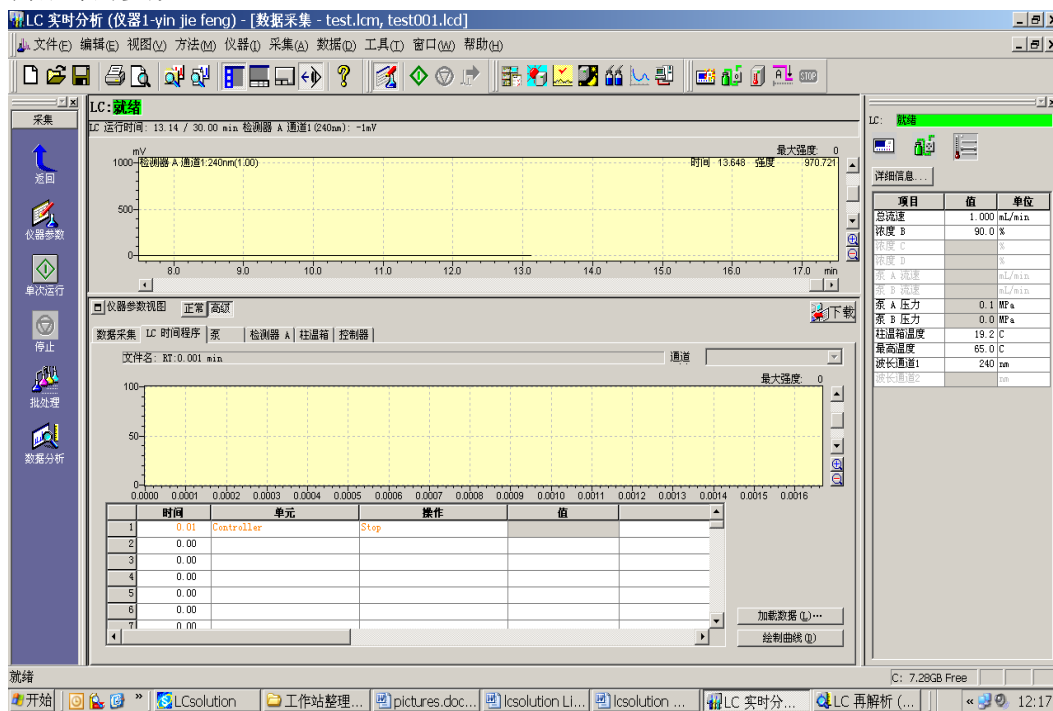 LC 实时分析 (仪器1-yin jie feng) - [数据采集 - test.lcm, test001.lcd]
文件(F) 编辑(E) 视图(V) 方法(M) 仪器(I) 采集(A) 数据(D) 工具(T) 窗口(W) 帮助(H)
采集
返回
仪器参数
单次运行
停止
批处理
数据分析
LC:就绪
LC 运行时间: 13.14 / 30.00 min 检测器 A 通道1(240nm): -1mV
mV 最大强度: 0
1000 检测器 A 通道1:240nm(1.00) 时间 13.648 强度 970.721
500
0
8.0 9.0 10.0 11.0 12.0 13.0 14.0 15.0 16.0 17.0 min
仪器参数视图 正常 高级 下载
数据采集 LC 时间程序 泵 检测器 A 柱温箱 控制器
文件名: RT:0.001 min 通道
最大强度: 0
100
50
0
0.0000 0.0001 0.0002 0.0003 0.0004 0.0005 0.0006 0.0007 0.0008 0.0009 0.0010 0.0011 0.0012 0.0013 0.0014 0.0015 0.0016
时间 单元 操作 值
1 0.01 Controller Stop
2 0.00
3 0.00
4 0.00
5 0.00
6 0.00
7 0.00
加载数据(L)...
绘制曲线(D)
LC: 就绪
详细信息...
项目 值 单位
总流速 1.000 mL/min
浓度 B 90.0 %
浓度 C %
浓度 D %
泵 A 流速 mL/min
泵 B 流速 mL/min
泵 A 压力 0.1 MPa
泵 B 压力 0.0 MPa
柱温箱温度 19.2 C
最高温度 65.0 C
波长通道1 240 nm
波长通道2 nm
就绪 C: 7.28GB Free
开始 » LCsolution 工作站整理... pictures.doc... lcsolution Li... lcsolution ... LC 实时分... LC 再解析 (... « 12:17